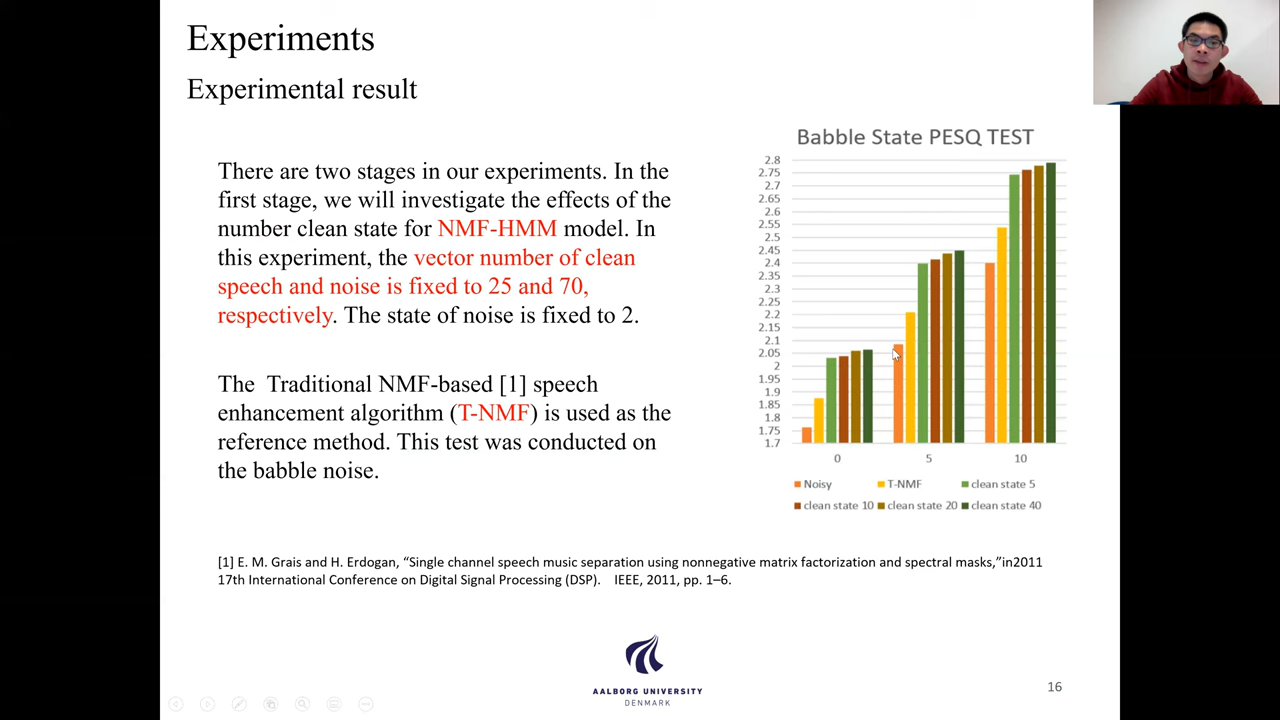 Experiments
Experimental result
There are two stages in our experiments. In the
first stage, we will investigate the effects of the
number clean state for NMF-HMM model. In
this experiment, the vector number of clean
speech and noise is fixed to 25 and 70,
respectively. The state of noise is fixed to 2.
The Traditional NMF-based [1] speech
enhancement algorithm (T-NMF) is used as the
reference method. This test was conducted on
the babble noise.
Babble State PESQ TEST
2.8
2.75
2.7
2.65
2.6
2.55
2.5
2.45
2.4
2.35
2.3
2.25
2.2
2.15
2.1
2.05
2
1.95
1.9
1.85
1.8
1.75
1.7
0 5 10
Noisy T-NMF clean state 5
clean state 10 clean state 20 clean state 40
[1] E. M. Grais and H. Erdogan, “Single channel speech music separation using nonnegative matrix factorization and spectral masks,”in2011
17th International Conference on Digital Signal Processing (DSP). IEEE, 2011, pp. 1–6.
AALBORG UNIVERSITY
DENMARK
16